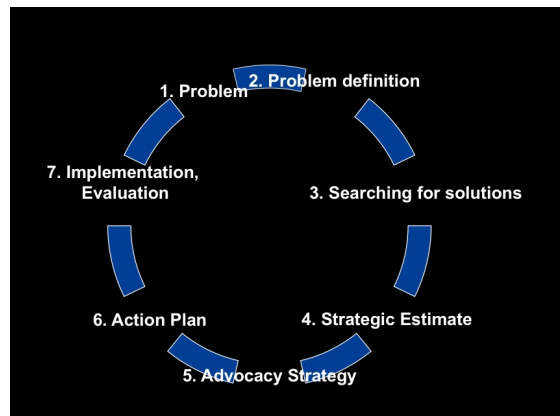 1. Problem
2. Problem definition
3. Searching for solutions
4. Strategic Estimate
5. Advocacy Strategy
6. Action Plan
7. Implementation,
Evaluation